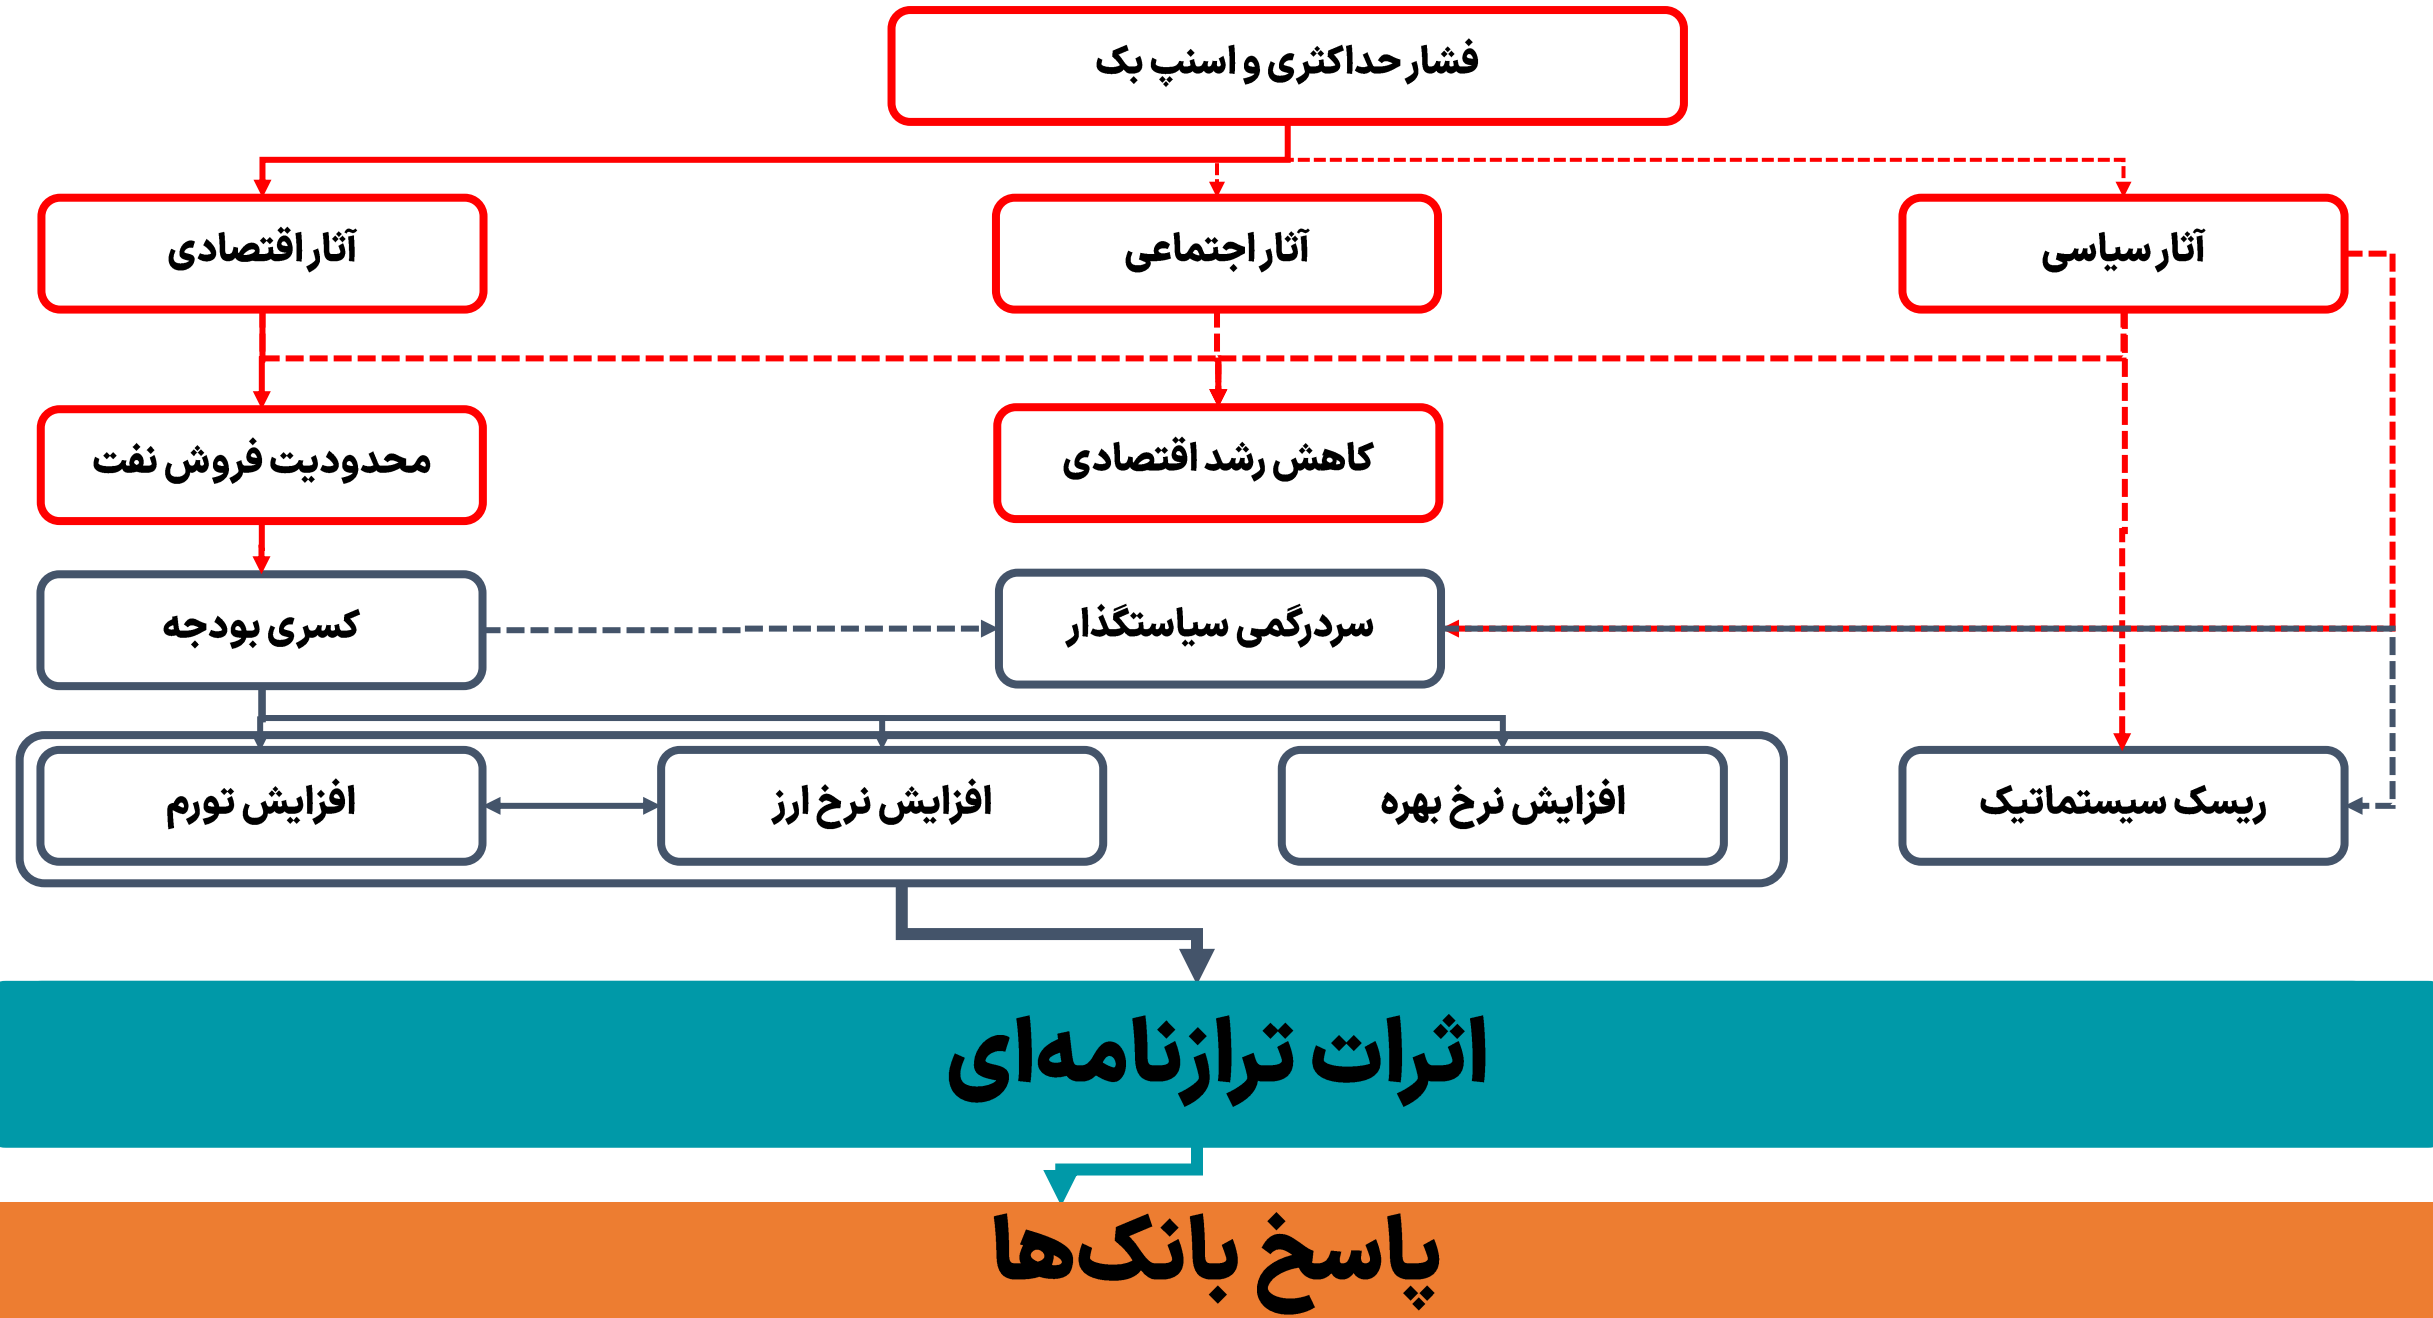 فشار حداکثری و اسنپ بک
آثار سیاسی
آثار اجتماعی
آثار اقتصادی
کاهش رشد اقتصادی
محدودیت فروش نفت
سردرگمی سیاستگذار
کسری بودجه
ریسک سیستماتیک
افزایش نرخ بهره
افزایش نرخ ارز
افزایش تورم
اثرات ترازنامه‌ای
پاسخ بانک‌ها